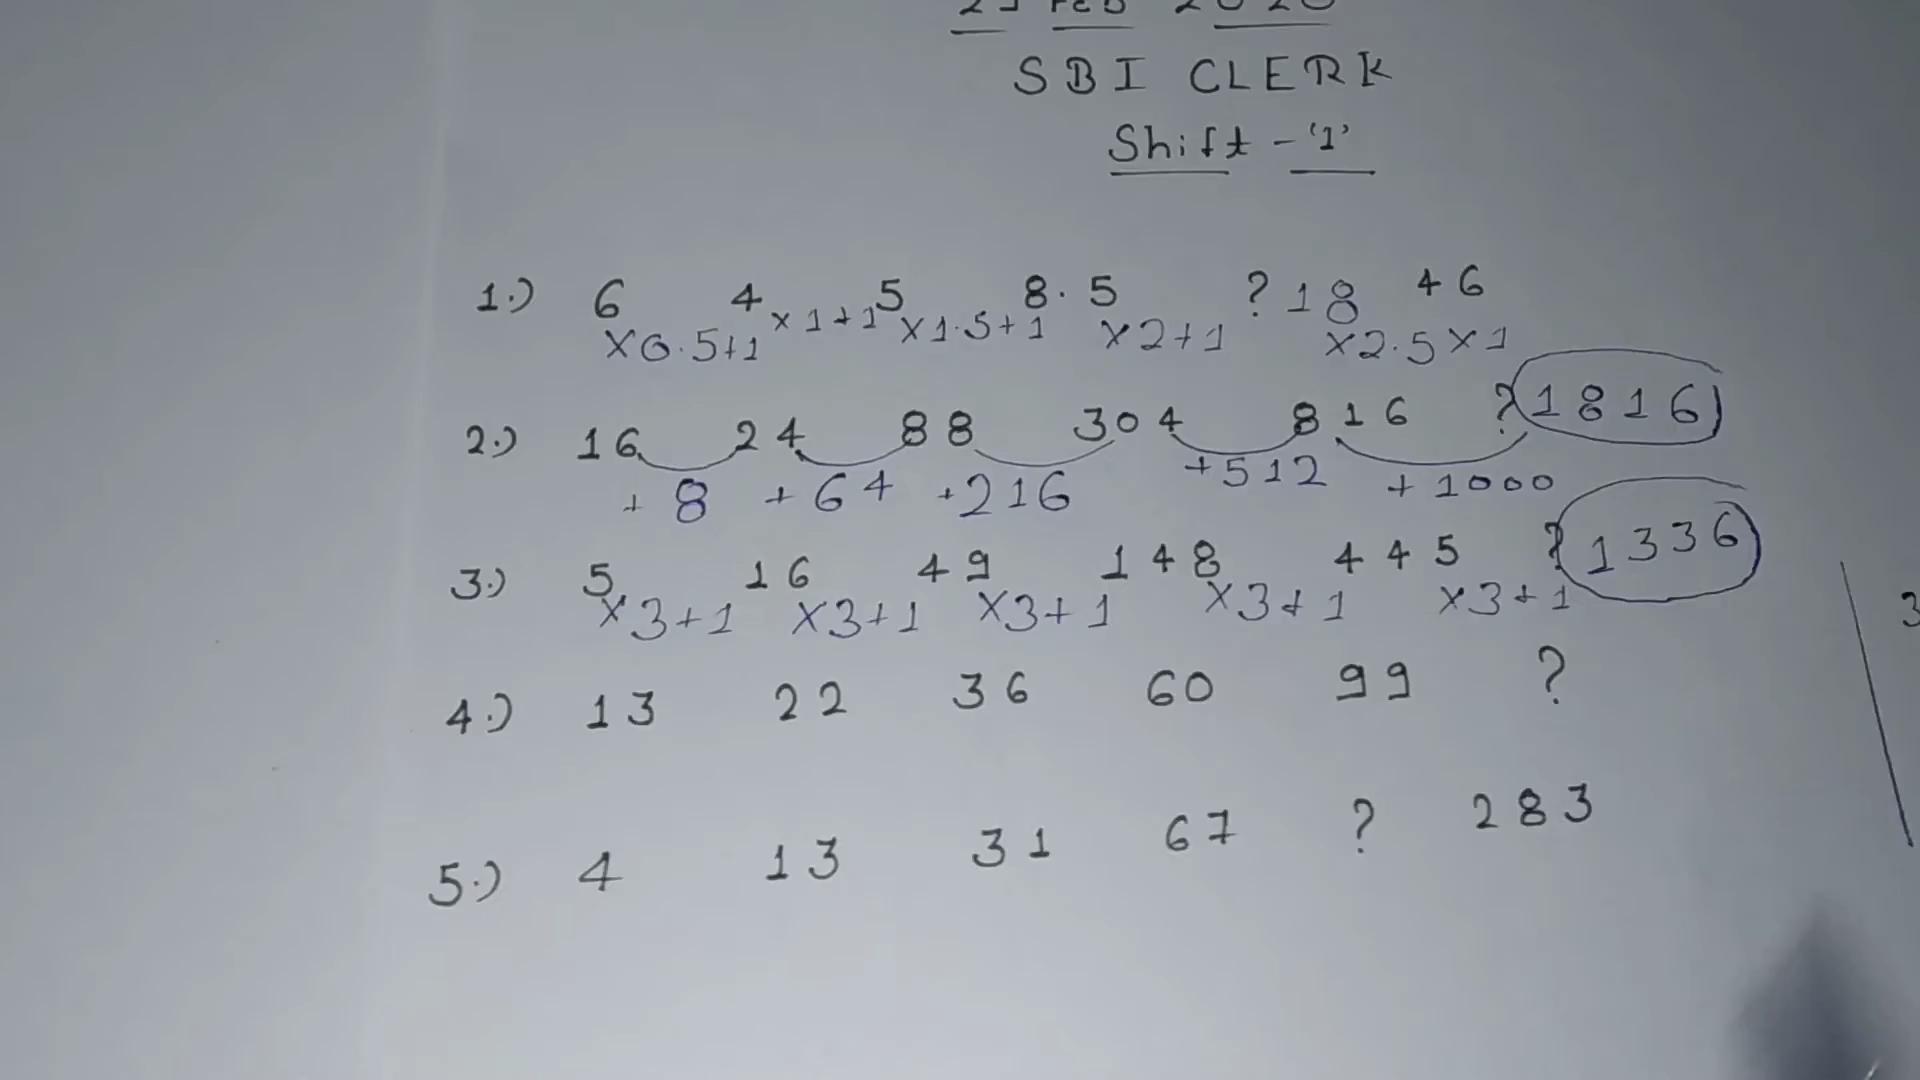 Feb 2020
SBI CLERK
Shift - '1'
1.) 6 4 5 8.5 ? 18 46
×0.5+1 ×1+1 ×1.5+1 ×2+1 ×2.5×1
2.) 16 24 88 304 816 ? 1816
+8 +64 +216 +512 +1000
3.) 5 16 49 148 445 ? 1336
×3+1 ×3+1 ×3+1 ×3+1 ×3+1
4.) 13 22 36 60 99 ?
5.) 4 13 31 67 ? 283